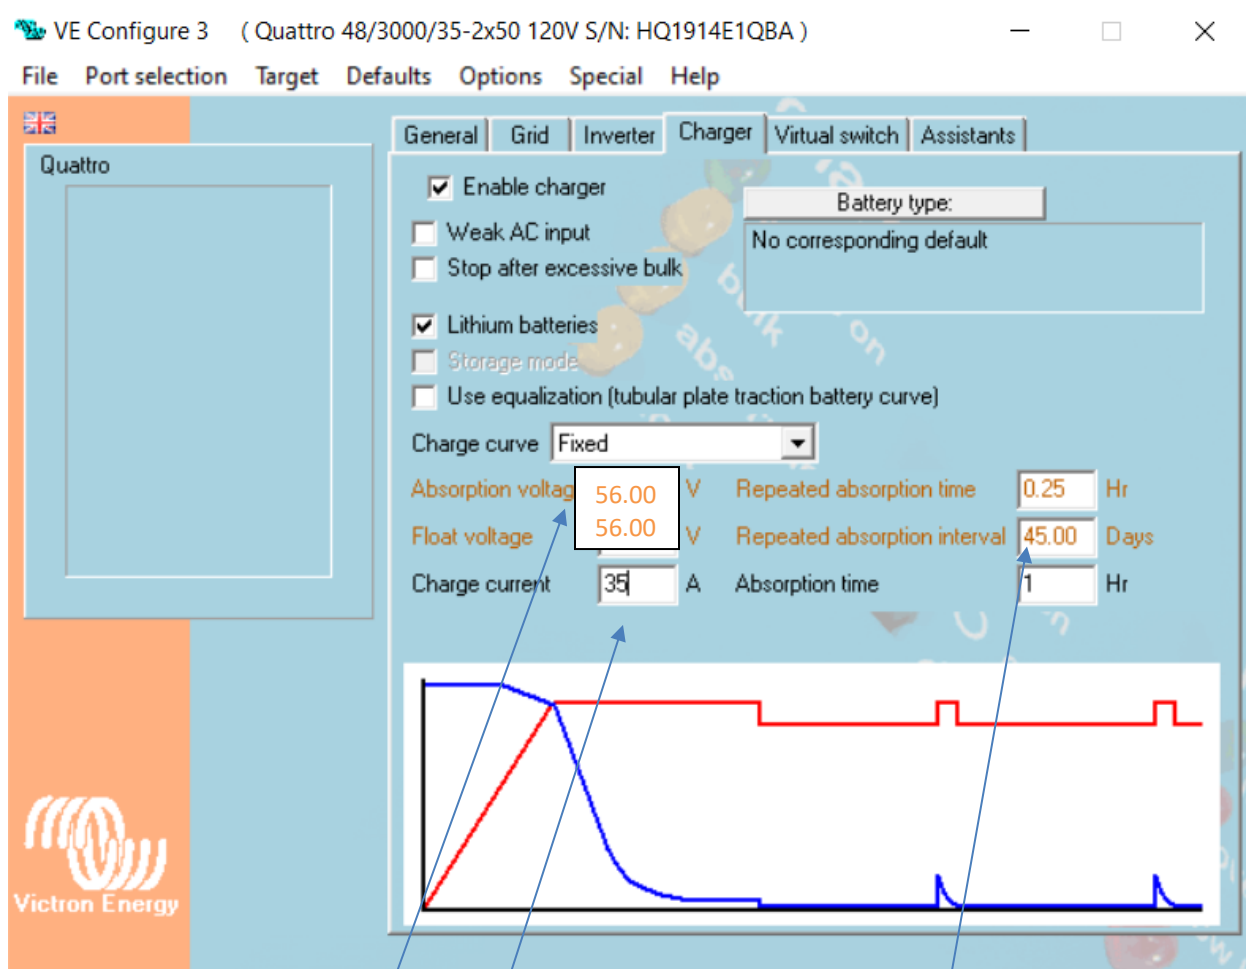 VE Configure 3 ( Quattro 48/3000/35-2x50 120V S/N: HQ1914E1QBA )
File Port selection Target Defaults Options Special Help
General Grid Inverter Charger Virtual switch Assistants
Quattro
Enable charger
Battery type:
Weak AC input
No corresponding default
Stop after excessive bulk
Lithium batteries
Storage mode
Use equalization (tubular plate traction battery curve)
Charge curve Fixed
Absorption voltag 56.00 V Repeated absorption time 0.25 Hr
Float voltage 56.00 V Repeated absorption interval 45.00 Days
Charge current 35 A Absorption time 1 Hr
bulk
abs
on
Victron Energy